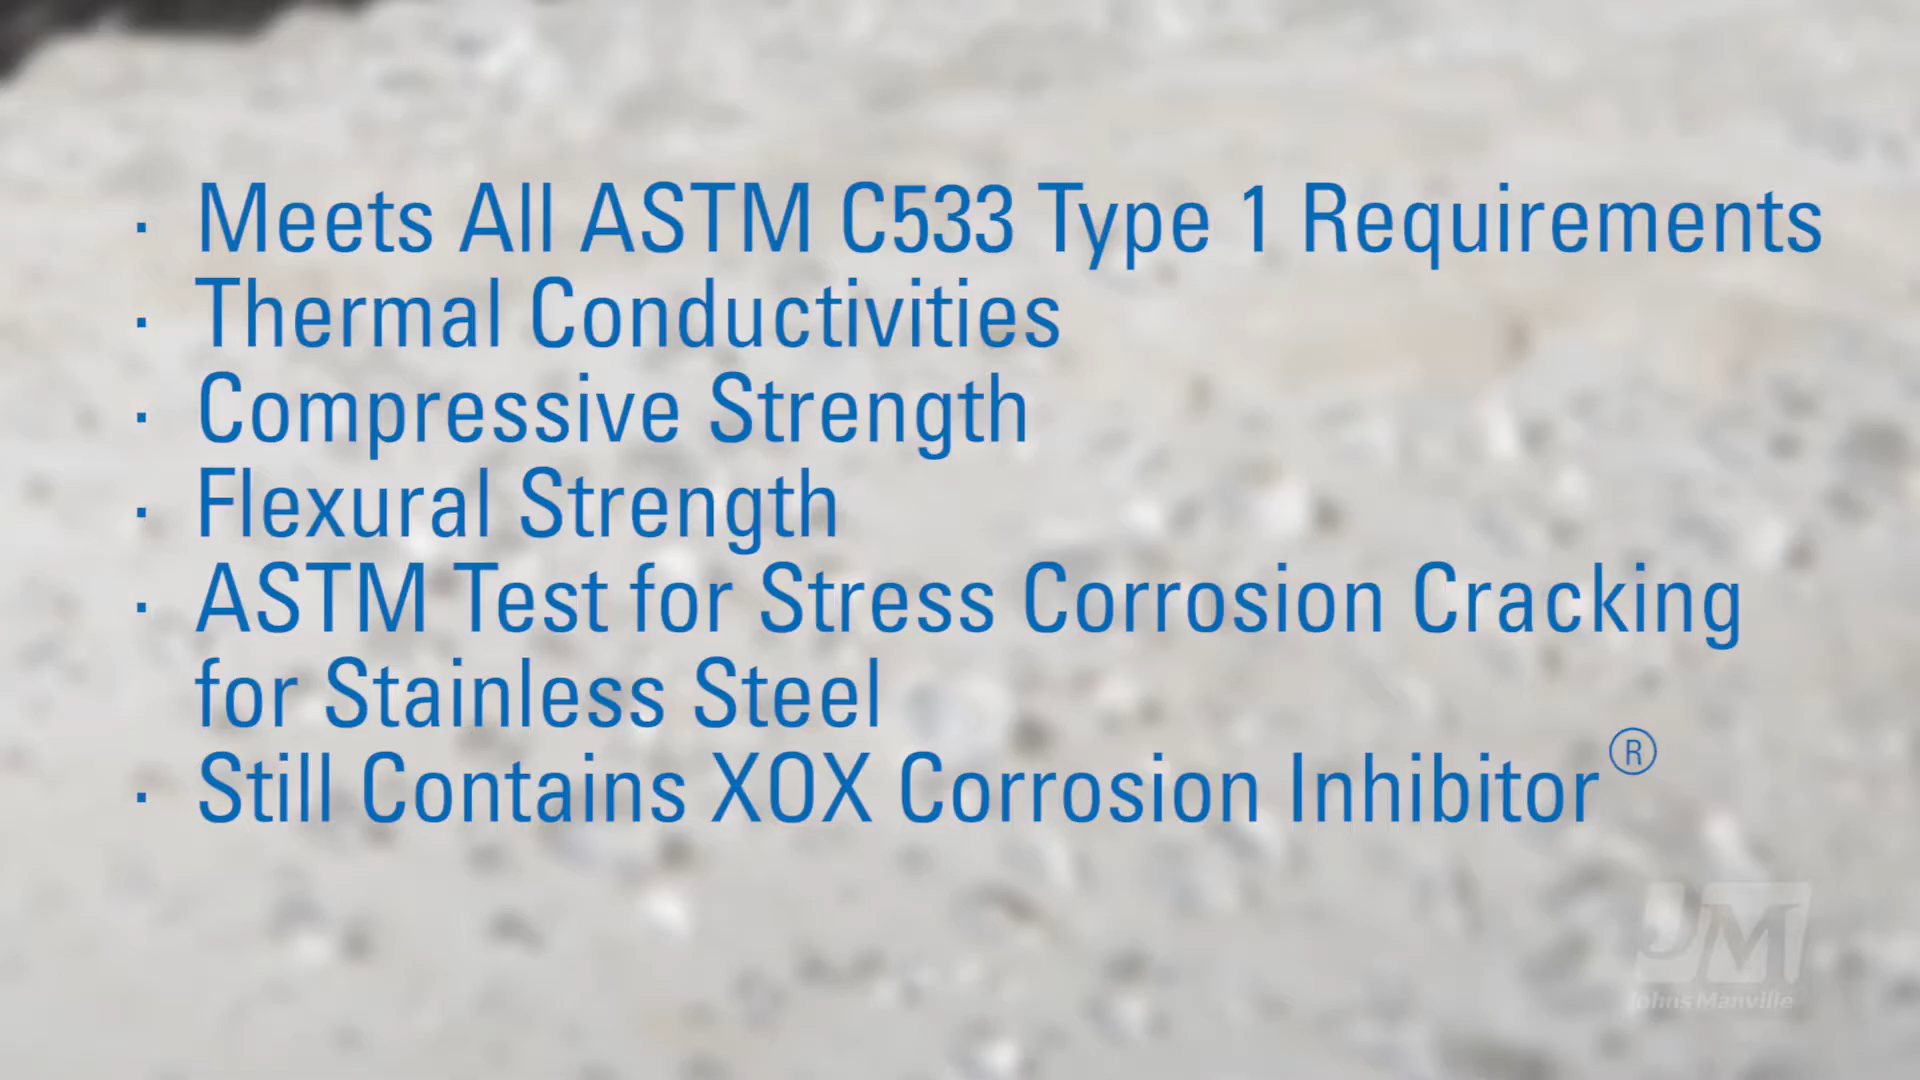 · Meets All ASTM C533 Type 1 Requirements
· Thermal Conductivities
· Compressive Strength
· Flexural Strength
· ASTM Test for Stress Corrosion Cracking
for Stainless Steel
· Still Contains XOX Corrosion Inhibitor®
JM
Johns Manville